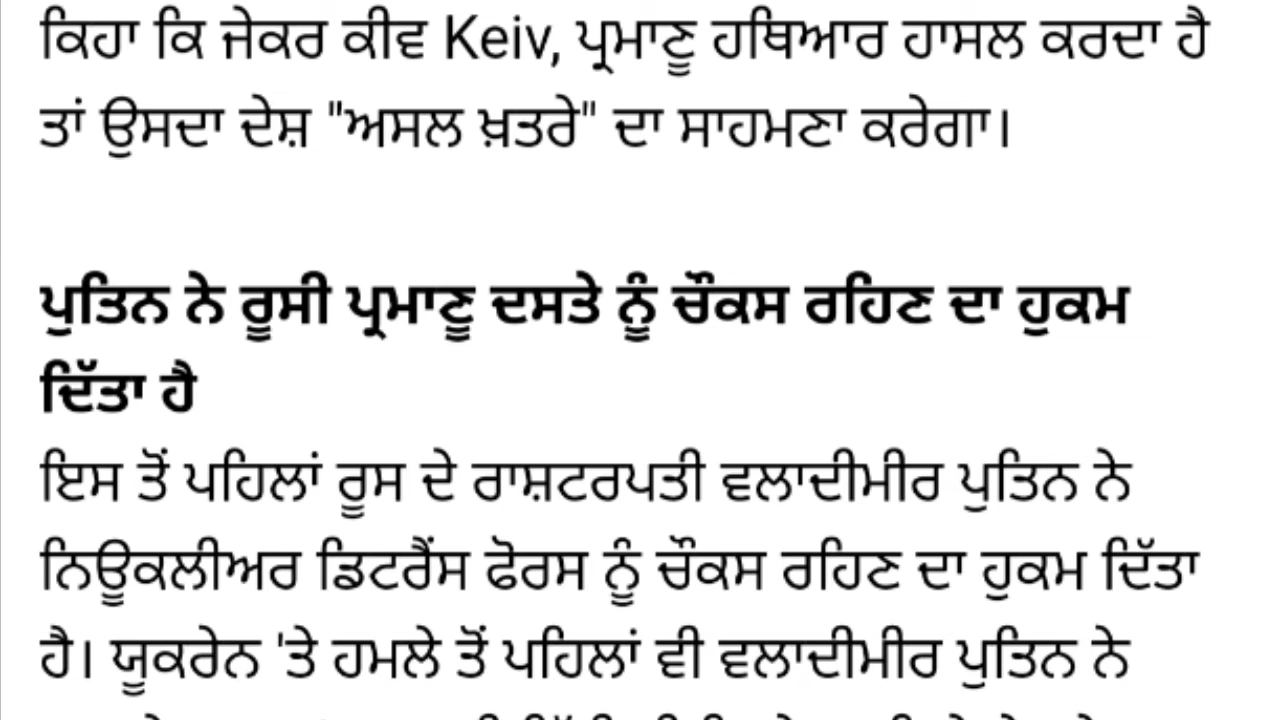 ਕਿਹਾ ਕਿ ਜੇਕਰ ਕੀਵ Keiv, ਪ੍ਰਮਾਣੂ ਹਥਿਆਰ ਹਾਸਲ ਕਰਦਾ ਹੈ
ਤਾਂ ਉਸਦਾ ਦੇਸ਼ "ਅਸਲ ਖ਼ਤਰੇ" ਦਾ ਸਾਹਮਣਾ ਕਰੇਗਾ।
ਪੁਤਿਨ ਨੇ ਰੂਸੀ ਪ੍ਰਮਾਣੂ ਦਸਤੇ ਨੂੰ ਚੌਕਸ ਰਹਿਣ ਦਾ ਹੁਕਮ
ਦਿੱਤਾ ਹੈ
ਇਸ ਤੋਂ ਪਹਿਲਾਂ ਰੂਸ ਦੇ ਰਾਸ਼ਟਰਪਤੀ ਵਲਾਦੀਮੀਰ ਪੁਤਿਨ ਨੇ
ਨਿਊਕਲੀਅਰ ਡਿਟਰੈਂਸ ਫੋਰਸ ਨੂੰ ਚੌਕਸ ਰਹਿਣ ਦਾ ਹੁਕਮ ਦਿੱਤਾ
ਹੈ। ਯੂਕਰੇਨ 'ਤੇ ਹਮਲੇ ਤੋਂ ਪਹਿਲਾਂ ਵੀ ਵਲਾਦੀਮੀਰ ਪੁਤਿਨ ਨੇ